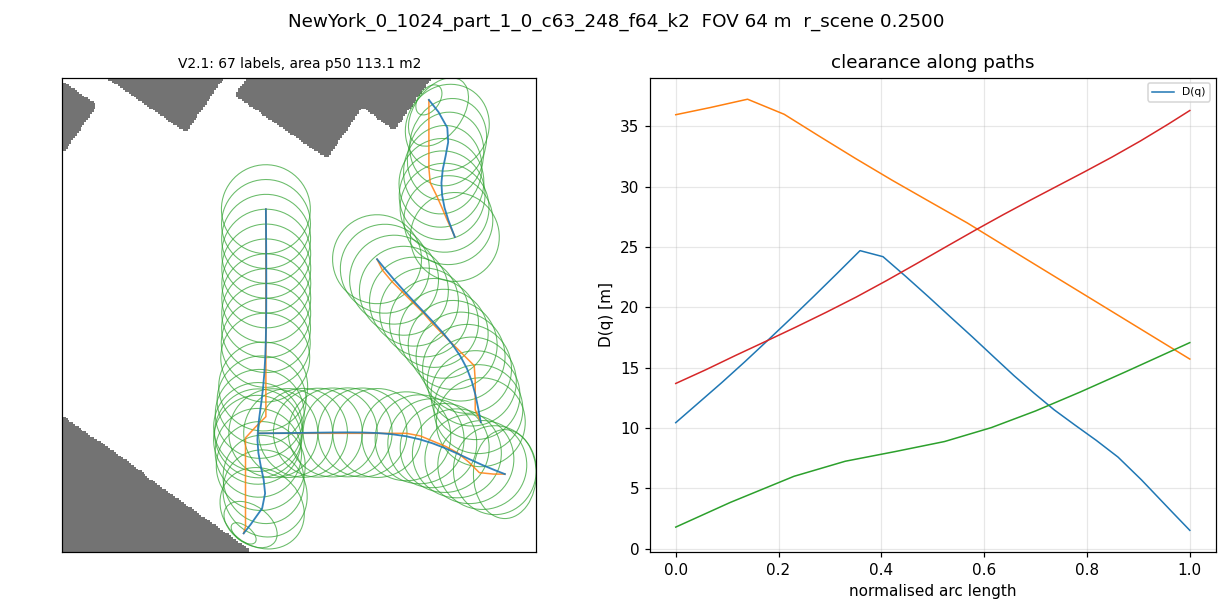 NewYork_0_1024_part_1_0_c63_248_f64_k2  FOV 64 m  r_scene 0.2500
V2.1: 67 labels, area p50 113.1 m2
clearance along paths
D(q)
D(q) [m]
35
30
25
20
15
10
5
0
0.0 0.2 0.4 0.6 0.8 1.0
normalised arc length